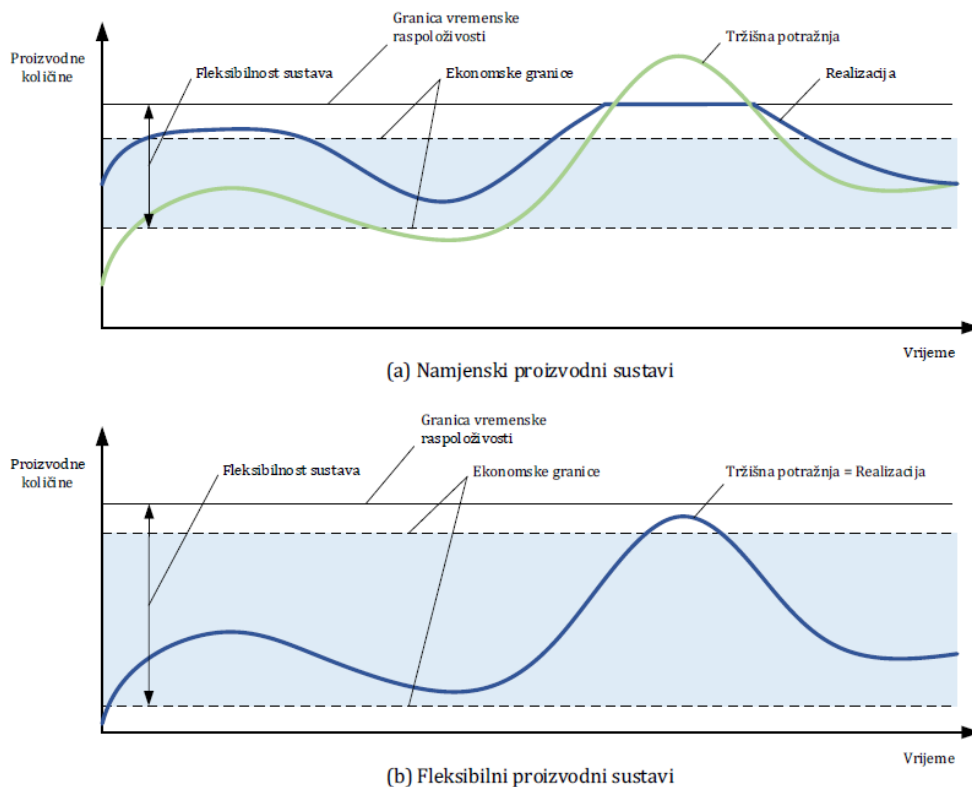 Granica vremenske
raspoloživosti
Tržišna potražnja
Proizvodne
količine
Fleksibilnost sustava
Ekonomske granice
Realizacija
Vrijeme
(a) Namjenski proizvodni sustavi
Granica vremenske
raspoloživosti
Proizvodne
količine
Fleksibilnost sustava
Ekonomske granice
Tržišna potražnja = Realizacija
Vrijeme
(b) Fleksibilni proizvodni sustavi